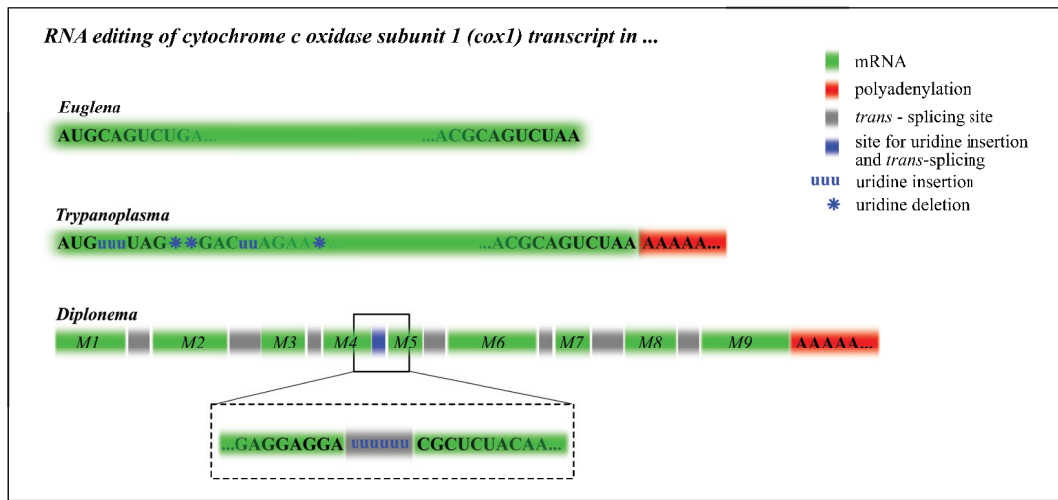 RNA editing of cytochrome c oxidase subunit 1 (cox1) transcript in ...
mRNA
polyadenylation
trans - splicing site
site for uridine insertion
and trans-splicing
uuu uridine insertion
* uridine deletion
Euglena
AUGCAGUCUGA... ...ACGCAGUCUAA
Trypanoplasma
AUGuuuUAG**GACuuAGAA*... ...ACGCAGUCUAA AAAAA...
Diplonema
M1 M2 M3 M4 M5 M6 M7 M8 M9 AAAAA...
...GAGGAGGA uuuuuu CGCUCUACAA...